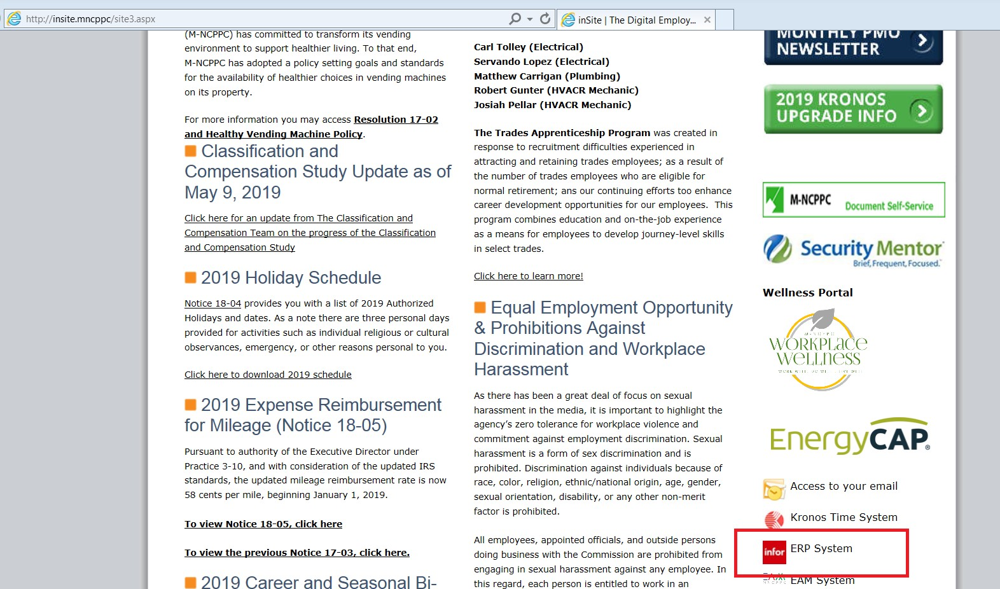 http://insite.mncppc/site3.aspx
inSite | The Digital Employ...
(M-NCPPC) has committed to transform its vending
environment to support healthier living. To that end,
M-NCPPC has adopted a policy setting goals and standards
for the availability of healthier choices in vending machines
on its property.
For more information you may access Resolution 17-02
and Healthy Vending Machine Policy.
Classification and
Compensation Study Update as of
May 9, 2019
Click here for an update from The Classification and
Compensation Team on the progress of the Classification
and Compensation Study
2019 Holiday Schedule
Notice 18-04 provides you with a list of 2019 Authorized
Holidays and dates. As a note there are three personal days
provided for activities such as individual religious or cultural
observances, emergency, or other reasons personal to you.
Click here to download 2019 schedule
2019 Expense Reimbursement
for Mileage (Notice 18-05)
Pursuant to authority of the Executive Director under
Practice 3-10, and with consideration of the updated IRS
standards, the updated mileage reimbursement rate is now
58 cents per mile, beginning January 1, 2019.
To view Notice 18-05, click here
To view the previous Notice 17-03, click here.
2019 Career and Seasonal Bi-
Carl Tolley (Electrical)
Servando Lopez (Electrical)
Matthew Carrigan (Plumbing)
Robert Gunter (HVACR Mechanic)
Josiah Pellar (HVACR Mechanic)
The Trades Apprenticeship Program was created in
response to recruitment difficulties experienced in
attracting and retaining trades employees; as a result of
the number of trades employees who are eligible for
normal retirement; ans our continuing efforts too enhance
career development opportunities for our employees.  This
program combines education and on-the-job experience
as a means for employees to develop journey-level skills
in select trades.
Click here to learn more!
Equal Employment Opportunity
& Prohibitions Against
Discrimination and Workplace
Harassment
As there has been a great deal of focus on sexual
harassment in the media, it is important to highlight the
agency’s zero tolerance for workplace violence and
commitment against employment discrimination. Sexual
harassment is a form of sex discrimination and is
prohibited. Discrimination against individuals because of
race, color, religion, ethnic/national origin, age, gender,
sexual orientation, disability, or any other non-merit
factor is prohibited.
All employees, appointed officials, and outside persons
doing business with the Commission are prohibited from
engaging in sexual harassment against any employee. In
this regard, each person is entitled to work in an
MONTHLY PMO
NEWSLETTER
2019 KRONOS
UPGRADE INFO
M-NCPPC
Document Self-Service
Security Mentor
Brief, Frequent, Focused.
Wellness Portal
M-NCPPC
WORKPLACE
WELLNESS
EnergyCAP®
Access to your email
Kronos Time System
infor ERP System
EAM System